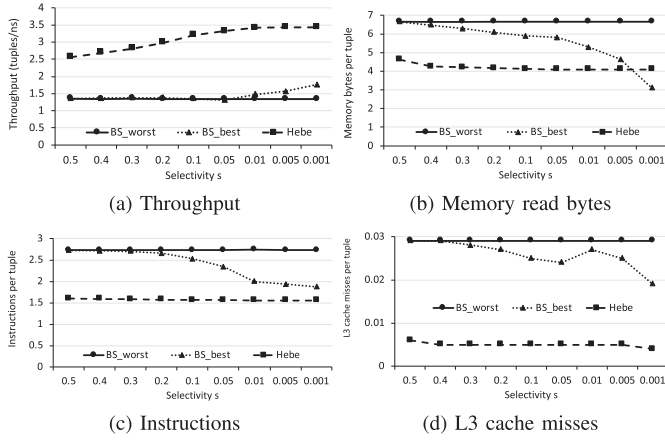 4
3.5
3
2.5
2
1.5
1
0.5
0
Throughput (tuples/ns)
BS_worst BS_best Hebe
0.5 0.4 0.3 0.2 0.1 0.05 0.01 0.005 0.001
Selectivity s
(a) Throughput
7
6
5
4
3
2
1
0
Memory bytes per tuple
BS_worst BS_best Hebe
0.5 0.4 0.3 0.2 0.1 0.05 0.01 0.005 0.001
Selectivity s
(b) Memory read bytes
3
2.5
2
1.5
1
0.5
0
Instructions per tuple
BS_worst BS_best Hebe
0.5 0.4 0.3 0.2 0.1 0.05 0.01 0.005 0.001
Selectivity s
(c) Instructions
0.03
0.02
0.01
0
L3 cache misses per tuple
BS_worst BS_best Hebe
0.5 0.4 0.3 0.2 0.1 0.05 0.01 0.005 0.001
Selectivity s
(d) L3 cache misses